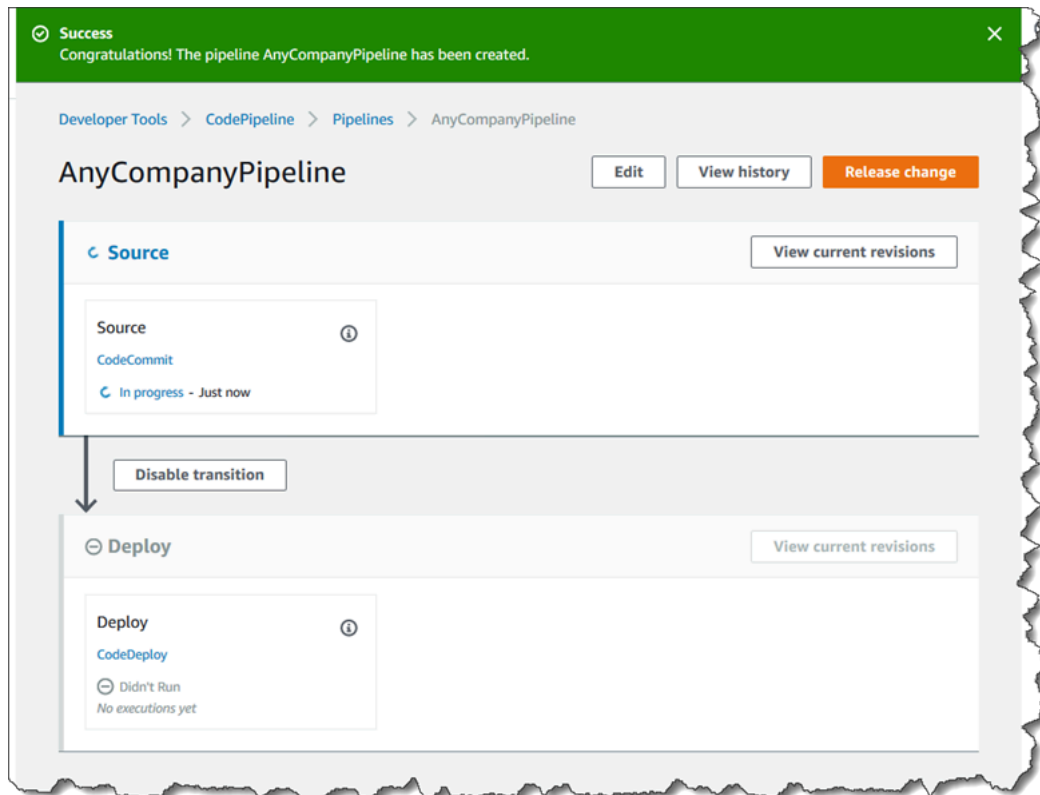 Success
Congratulations! The pipeline AnyCompanyPipeline has been created.
Developer Tools > CodePipeline > Pipelines > AnyCompanyPipeline
AnyCompanyPipeline
Edit
View history
Release change
Source
View current revisions
Source
CodeCommit
In progress - Just now
Disable transition
Deploy
View current revisions
Deploy
CodeDeploy
Didn't Run
No executions yet